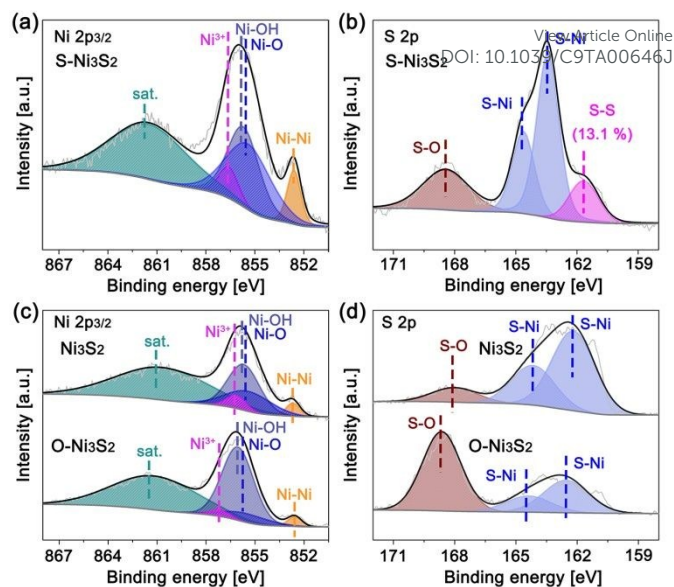 (a) Ni 2p3/2
S-Ni3S2
Ni³⁺
Ni-OH
Ni-O
sat.
Ni-Ni
Intensity [a.u.]
867 864 861 858 855 852
Binding energy [eV]
(b) S 2p
S-Ni3S2
View Article Online
DOI: 10.1039/C9TA00646J
S-Ni
S-Ni
S-S
(13.1 %)
S-O
Intensity [a.u.]
171 168 165 162 159
Binding energy [eV]
(c) Ni 2p3/2
Ni3S2
Ni³⁺
Ni-OH
Ni-O
sat.
Ni-Ni
O-Ni3S2
Ni³⁺
Ni-OH
Ni-O
sat.
Ni-Ni
Intensity [a.u.]
867 864 861 858 855 852
Binding energy [eV]
(d) S 2p
S-Ni
S-Ni
Ni3S2
S-O
S-O
O-Ni3S2
S-Ni
S-Ni
Intensity [a.u.]
171 168 165 162 159
Binding energy [eV]